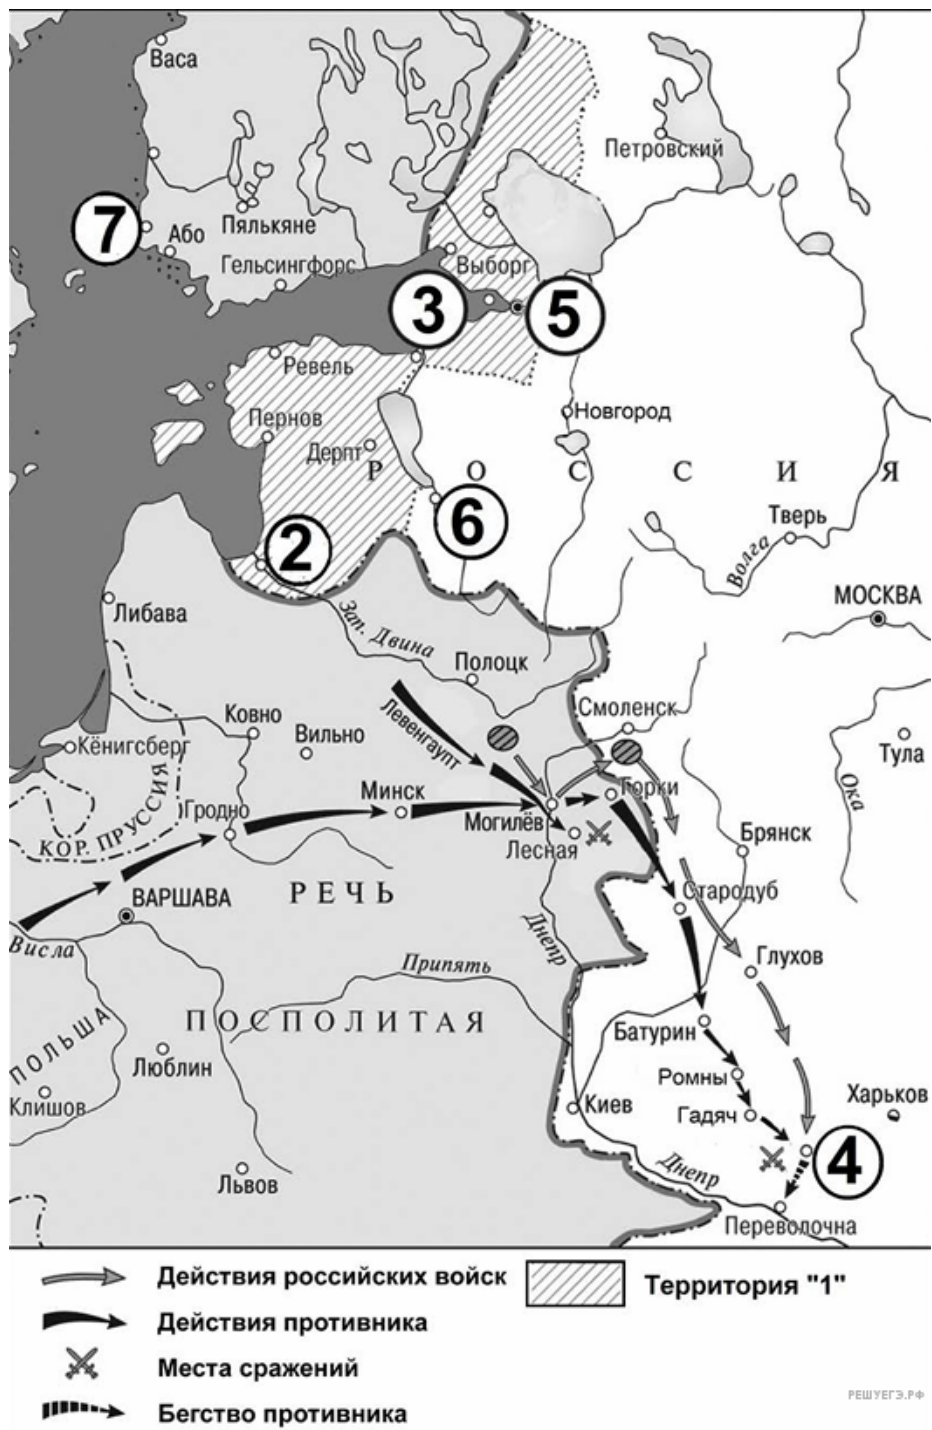 Васа
Петровский
7
Або
Пялькяне
Гельсингфорс
Выборг
3
5
Ревель
Новгород
Пернов
Дерпт
РОССИЯ
6
2
Тверь
Волга
МОСКВА
Либава
Зап. Двина
Полоцк
Смоленск
Ковно
Вильно
Левенгаупт
Кёнигсберг
Тула
Ока
КОР. ПРУССИЯ
Гродно
Минск
Горки
Могилёв
Лесная
Брянск
ВАРШАВА
РЕЧЬ
Стародуб
Висла
Днепр
Припять
Глухов
ПОСПОЛИТАЯ
ПОЛЬША
Батурин
Люблин
Ромны
Клишов
Киев
Гадяч
Харьков
Львов
Днепр
4
Переволочна
Действия российских войск
Территория "1"
Действия противника
Места сражений
Бегство противника
РЕШУЕГЭ.РФ